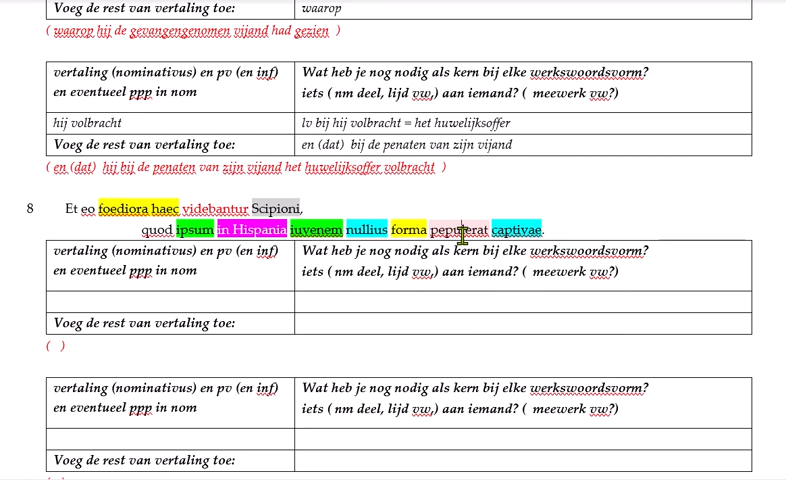 Voeg de rest van vertaling toe: waarop
( waarop hij de gevangengenomen vijand had gezien )
vertaling (nominativus) en pv (en inf) Wat heb je nog nodig als kern bij elke werkswoordsvorm?
en eventueel ppp in nom iets ( nm deel, lijd vw,) aan iemand? ( meewerk vw?)
hij volbracht lv bij hij volbracht = het huwelijksoffer
Voeg de rest van vertaling toe: en (dat) bij de penaten van zijn vijand
( en (dat) hij bij de penaten van zijn vijand het huwelijksoffer volbracht )
8 Et eo foediora haec videbantur Scipioni,
quod ipsum in Hispania iuvenem nullius forma pepulerat captivae.
vertaling (nominativus) en pv (en inf) Wat heb je nog nodig als kern bij elke werkswoordsvorm?
en eventueel ppp in nom iets ( nm deel, lijd vw,) aan iemand? ( meewerk vw?)
Voeg de rest van vertaling toe:
( )
vertaling (nominativus) en pv (en inf) Wat heb je nog nodig als kern bij elke werkswoordsvorm?
en eventueel ppp in nom iets ( nm deel, lijd vw,) aan iemand? ( meewerk vw?)
Voeg de rest van vertaling toe: